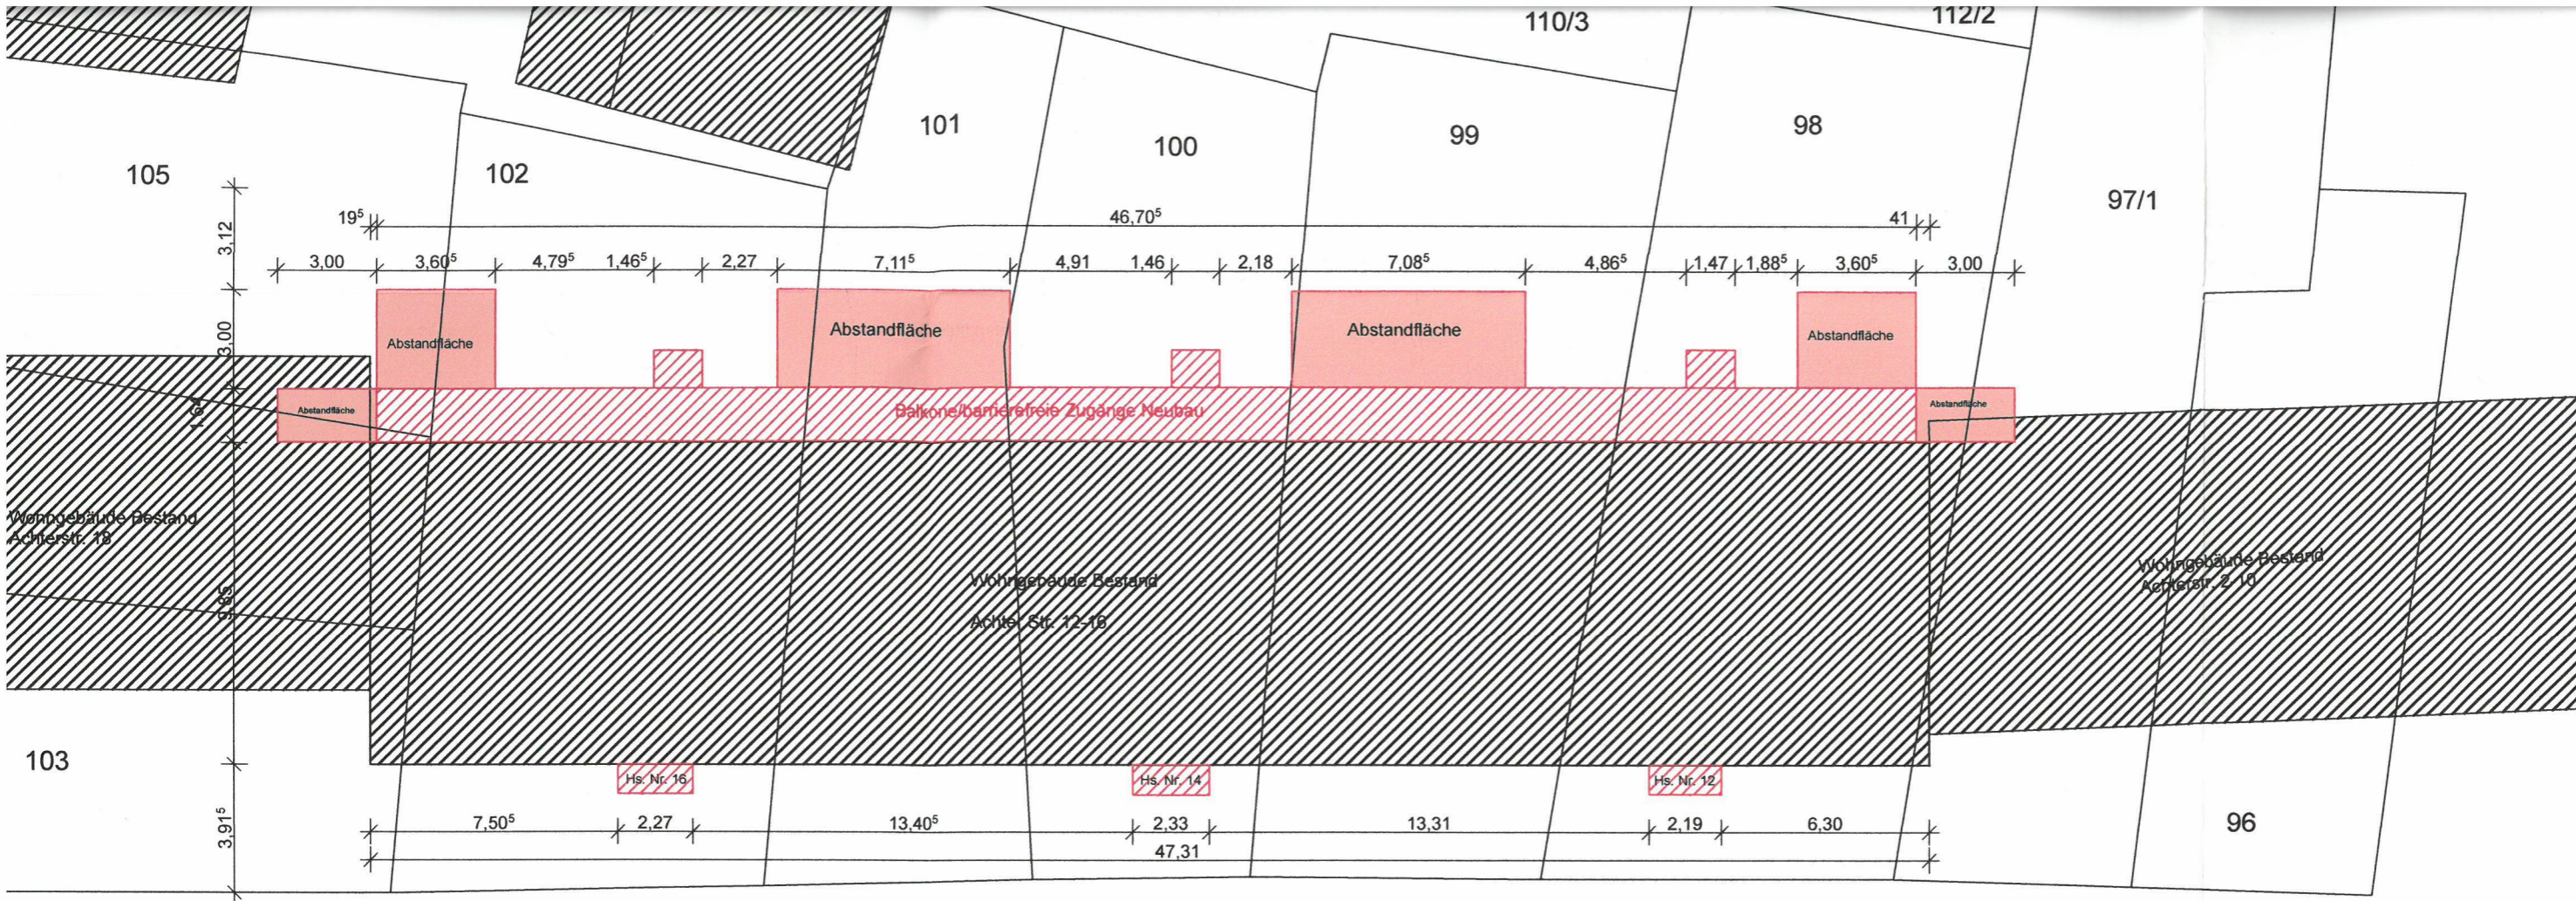 110/3
112/2
101
100
99
98
105
102
97/1
19⁵
46,70⁵
41
3,12
3,00
3,60⁵
4,79⁵
1,46⁵
2,27
7,11⁵
4,91
1,46
2,18
7,08⁵
4,86⁵
1,47
1,88⁵
3,60⁵
3,00
3,00
Abstandfläche
Abstandfläche
Abstandfläche
Abstandfläche
Abstandfläche
Abstandfläche
Balkone/barrierefreie Zugänge Neubau
Wohngebäude Bestand
Achterstr. 18
Wohngebäude Bestand
Achter Str. 12-16
Wohngebäude Bestand
Achterstr. 2-10
9,85
103
Hs. Nr. 16
Hs. Nr. 14
Hs. Nr. 12
3,91⁵
7,50⁵
2,27
13,40⁵
2,33
13,31
2,19
6,30
96
47,31